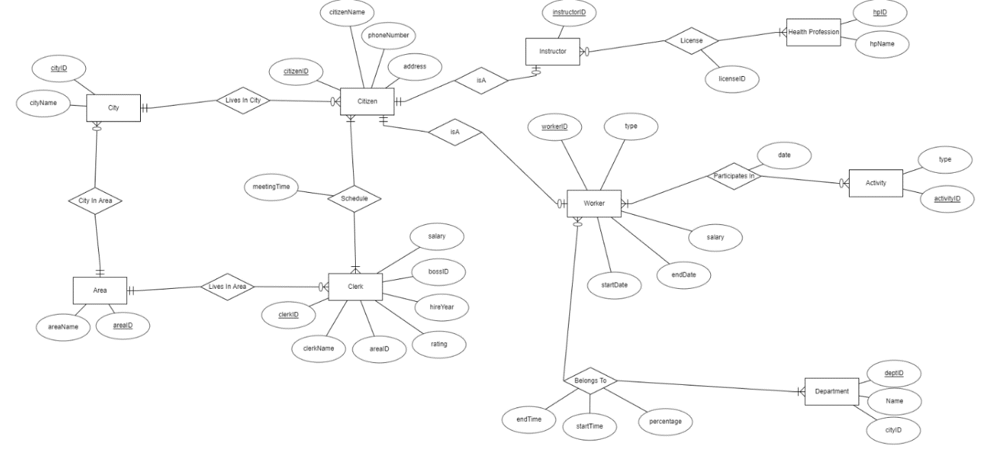 citizenName
instructorID
hpID
phoneNumber
Health Profession
License
hpName
Instructor
cityID
citizenID
address
licenseID
isA
cityName
City
Lives In City
Citizen
isA
workerID
type
date
type
Participates In
Activity
meetingTime
City In Area
Schedule
Worker
activityID
salary
salary
bossID
endDate
startDate
Area
Lives In Area
Clerk
hireYear
clerkID
areaName
areaID
rating
clerkName
areaID
deptID
Belongs To
Department
Name
endTime
startTime
percentage
cityID